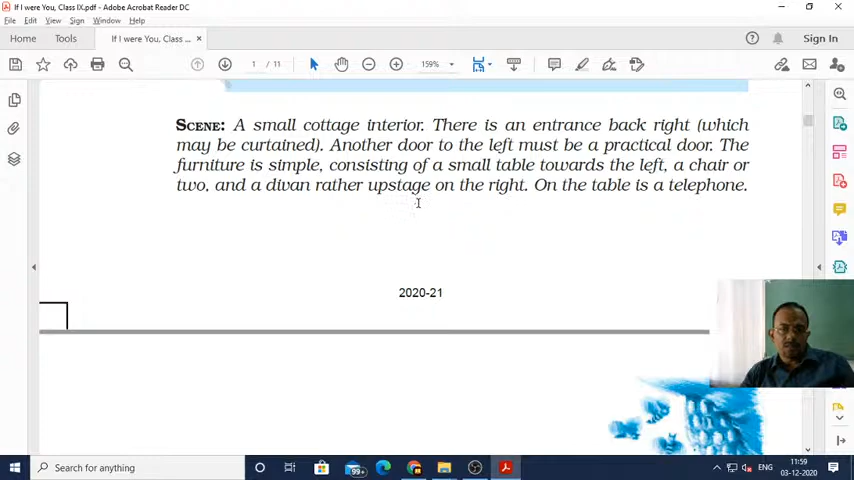 If I were You, Class IX.pdf - Adobe Acrobat Reader DC
File Edit View Sign Window Help
Home Tools If I were You, Class ... × Sign In
1 / 11 159%
SCENE: A small cottage interior. There is an entrance back right (which
may be curtained). Another door to the left must be a practical door. The
furniture is simple, consisting of a small table towards the left, a chair or
two, and a divan rather upstage on the right. On the table is a telephone.
2020-21
Search for anything 99+ ENG 11:59
03-12-2020